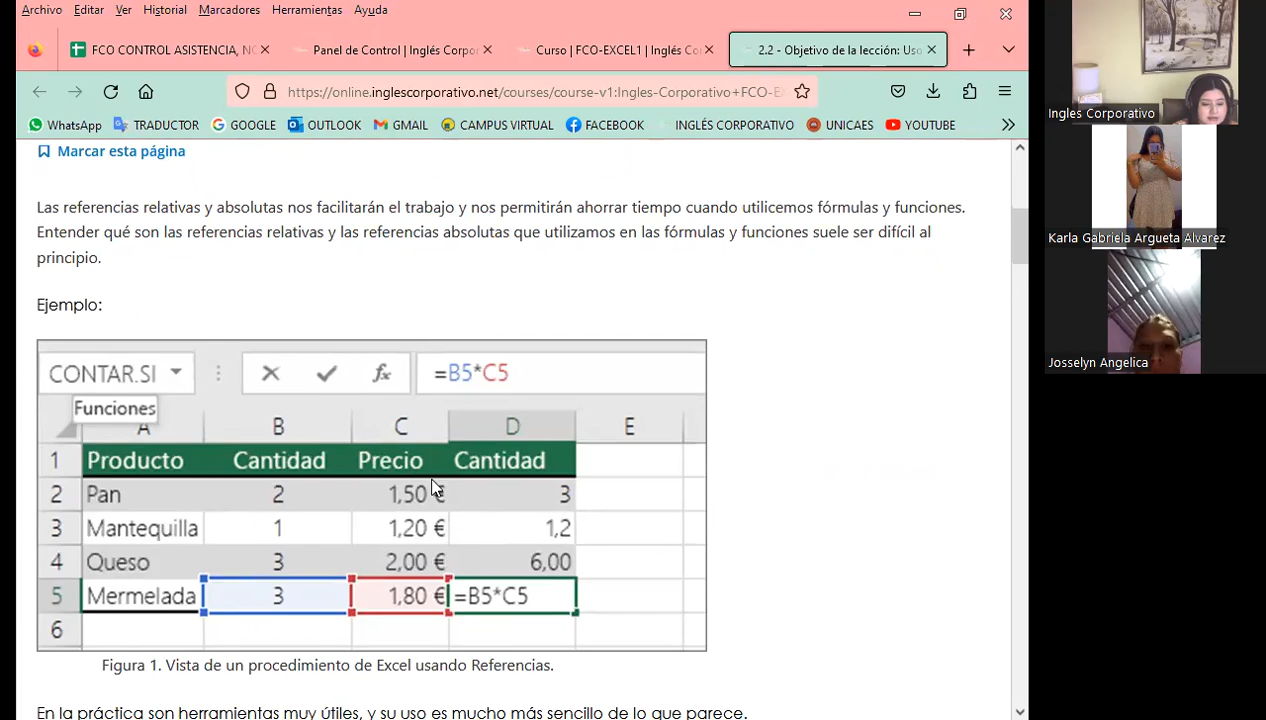 Archivo Editar Ver Historial Marcadores Herramientas Ayuda
FCO CONTROL ASISTENCIA, NC
Panel de Control | Inglés Corpor
Curso | FCO-EXCEL1 | Inglés Co
2.2 - Objetivo de la lección: Uso
https://online.inglescorporativo.net/courses/course-v1:Ingles-Corporativo+FCO-E
WhatsApp TRADUCTOR GOOGLE OUTLOOK GMAIL CAMPUS VIRTUAL FACEBOOK INGLÉS CORPORATIVO UNICAES YOUTUBE
Marcar esta página
Las referencias relativas y absolutas nos facilitarán el trabajo y nos permitirán ahorrar tiempo cuando utilicemos fórmulas y funciones.
Entender qué son las referencias relativas y las referencias absolutas que utilizamos en las fórmulas y funciones suele ser difícil al
principio.
Ejemplo:
CONTAR.SI fx =B5*C5
Funciones
A B C D E
1 Producto Cantidad Precio Cantidad
2 Pan 2 1,50 € 3
3 Mantequilla 1 1,20 € 1,2
4 Queso 3 2,00 € 6,00
5 Mermelada 3 1,80 € =B5*C5
6
Figura 1. Vista de un procedimiento de Excel usando Referencias.
En la práctica son herramientas muy útiles, y su uso es mucho más sencillo de lo que parece.
Ingles Corporativo
Karla Gabriela Argueta Alvarez
Josselyn Angelica